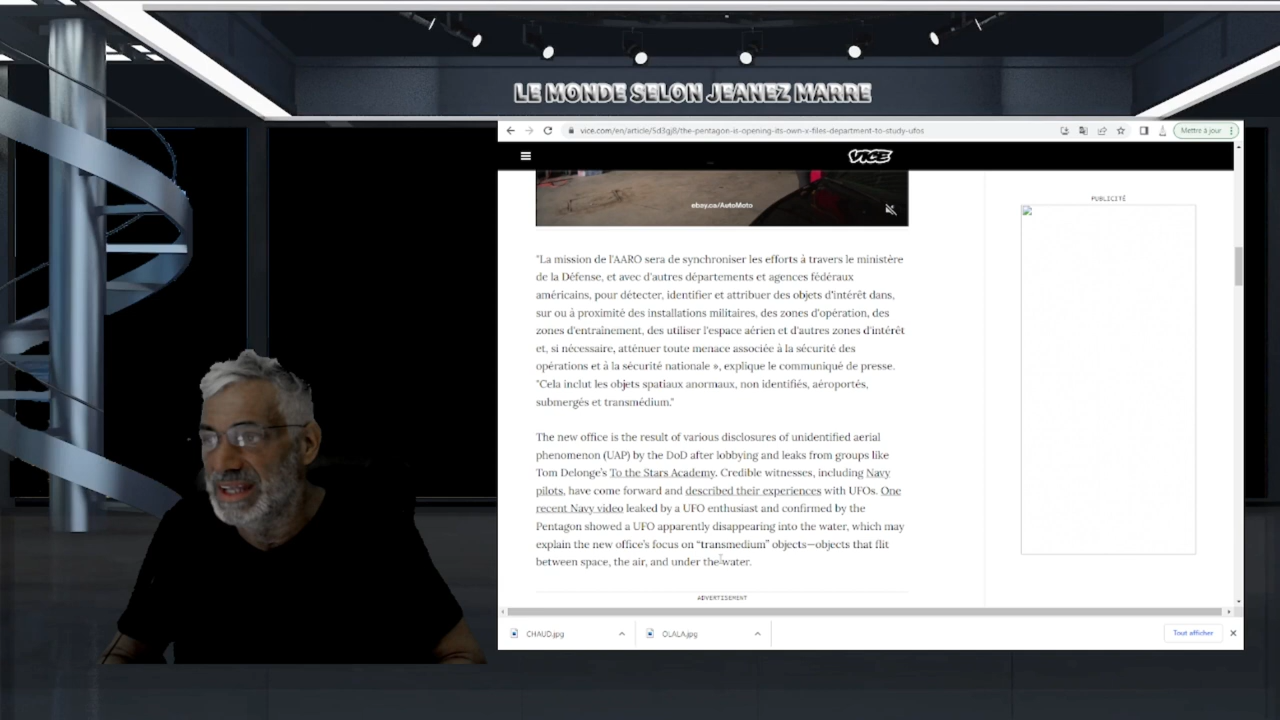 LE MONDE SELON JEANEZ MARRE
vice.com/en/article/5d3gj8/the-pentagon-is-opening-its-own-x-files-department-to-study-ufos
Mettre à jour
VICE
ebay.ca/AutoMoto
PUBLICITÉ
"La mission de l'AARO sera de synchroniser les efforts à travers le ministère
de la Défense, et avec d'autres départements et agences fédéraux
américains, pour détecter, identifier et attribuer des objets d'intérêt dans,
sur ou à proximité des installations militaires, des zones d'opération, des
zones d'entraînement, des utiliser l'espace aérien et d'autres zones d'intérêt
et, si nécessaire, atténuer toute menace associée à la sécurité des
opérations et à la sécurité nationale », explique le communiqué de presse.
"Cela inclut les objets spatiaux anormaux, non identifiés, aéroportés,
submergés et transmédium."
The new office is the result of various disclosures of unidentified aerial
phenomenon (UAP) by the DoD after lobbying and leaks from groups like
Tom Delonge's To the Stars Academy. Credible witnesses, including Navy
pilots, have come forward and described their experiences with UFOs. One
recent Navy video leaked by a UFO enthusiast and confirmed by the
Pentagon showed a UFO apparently disappearing into the water, which may
explain the new office's focus on “transmedium” objects—objects that flit
between space, the air, and under the water.
ADVERTISEMENT
CHAUD.jpg
OLALA.jpg
Tout afficher